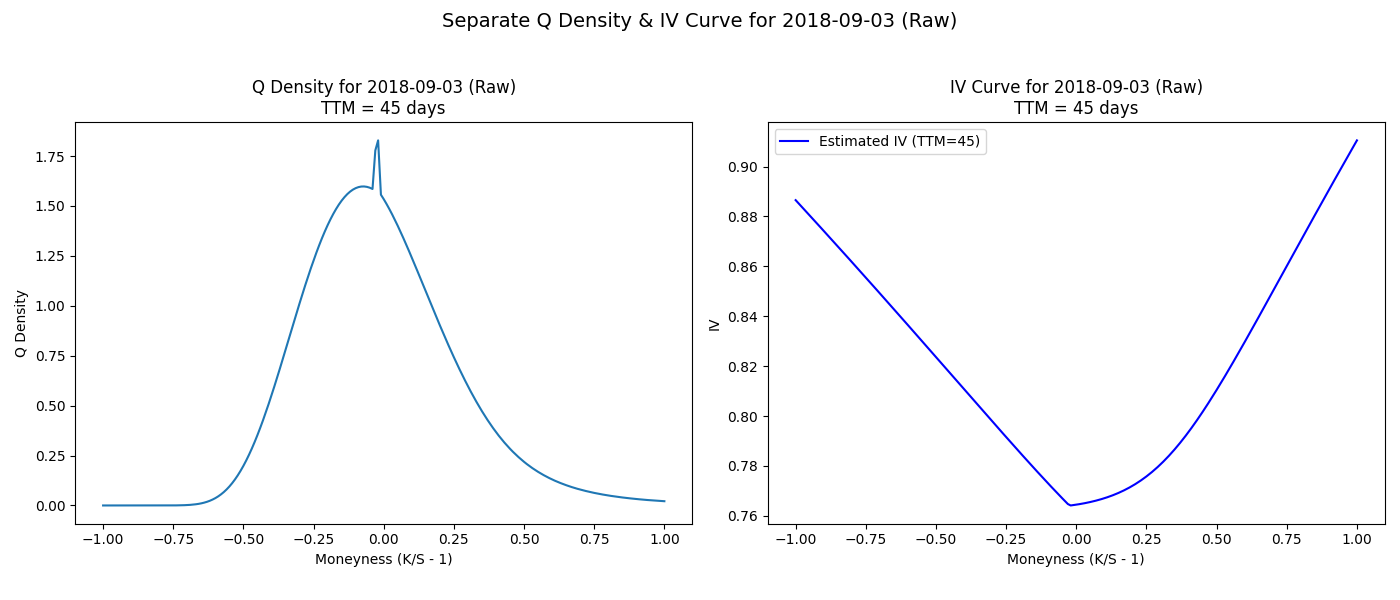 Separate Q Density & IV Curve for 2018-09-03 (Raw)
Q Density for 2018-09-03 (Raw)
TTM = 45 days
Q Density
1.75
1.50
1.25
1.00
0.75
0.50
0.25
0.00
−1.00 −0.75 −0.50 −0.25 0.00 0.25 0.50 0.75 1.00
Moneyness (K/S - 1)
IV Curve for 2018-09-03 (Raw)
TTM = 45 days
Estimated IV (TTM=45)
IV
0.90
0.88
0.86
0.84
0.82
0.80
0.78
0.76
−1.00 −0.75 −0.50 −0.25 0.00 0.25 0.50 0.75 1.00
Moneyness (K/S - 1)